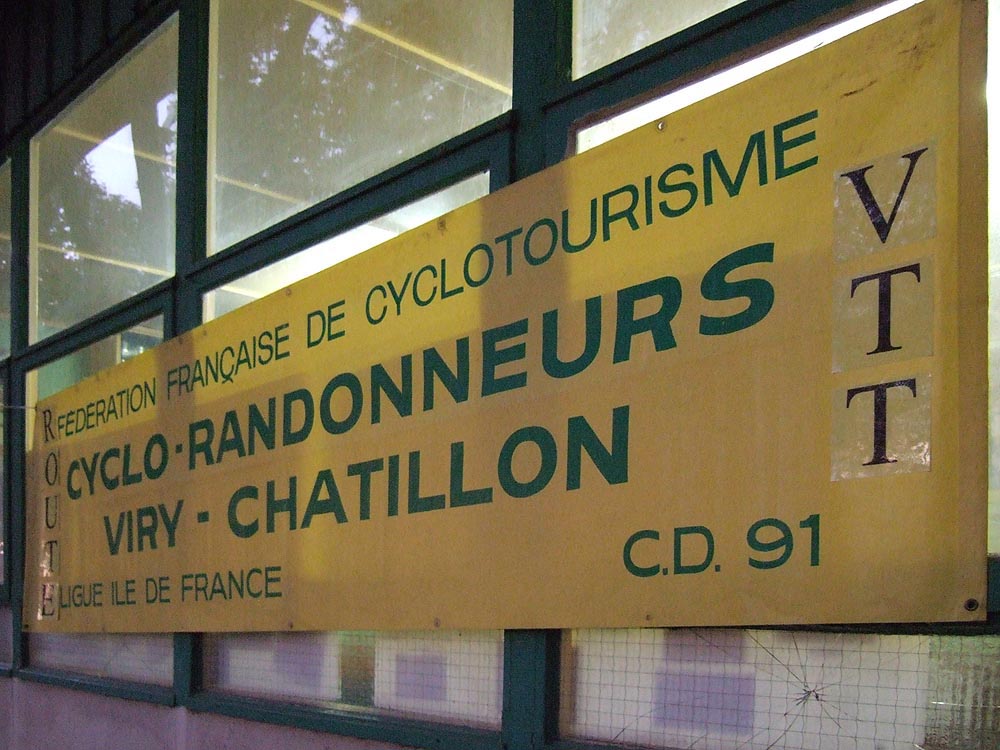 ROUTE
FÉDÉRATION FRANÇAISE DE CYCLOTOURISME
CYCLO-RANDONNEURS
VIRY-CHATILLON
LIGUE ILE DE FRANCE
C.D. 91
VTT